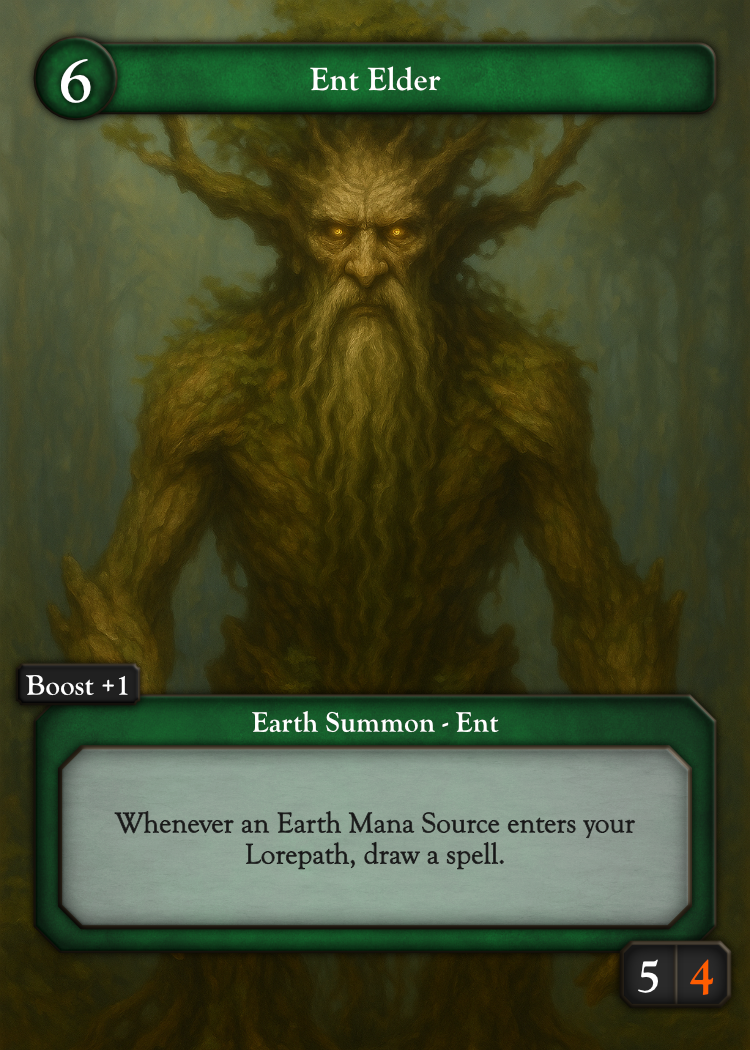 6
Ent Elder
Boost +1
Earth Summon - Ent
Whenever an Earth Mana Source enters your
Lorepath, draw a spell.
5 4